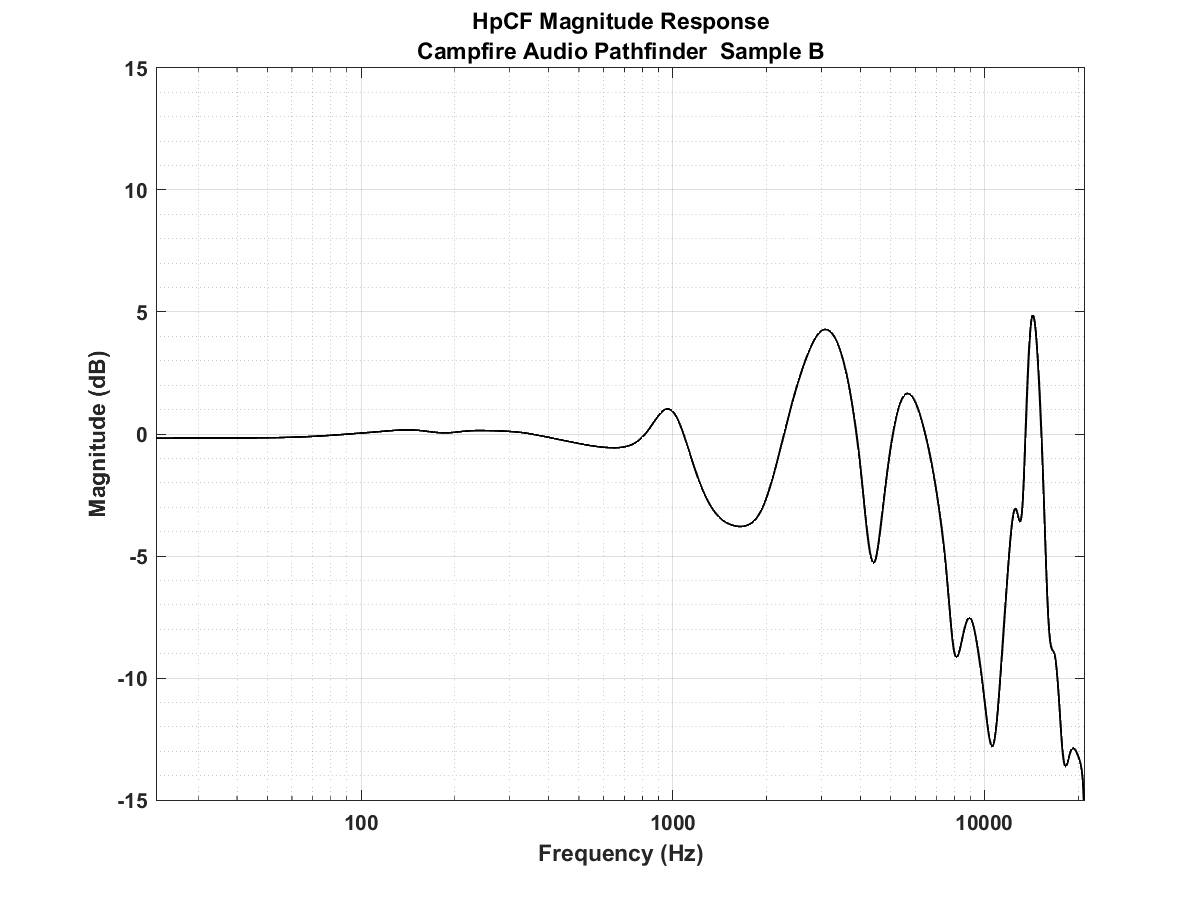 HpCF Magnitude Response
Campfire Audio Pathfinder  Sample B
15
10
5
0
-5
-10
-15
Magnitude (dB)
100
1000
10000
Frequency (Hz)